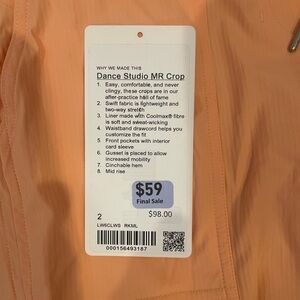 WHY WE MADE THIS
Dance Studio MR Crop
1. Easy, comfortable, and never
clingy, these crops are in our
after-practice hall of fame
2. Swift fabric is lightweight and
two-way stretch
3. Liner made with Coolmax® fibre
is soft and sweat-wicking
4. Waistband drawcord helps you
customize the fit
5. Front pockets with interior
card sleeve
6. Gusset is placed to allow
increased mobility
7. Cinchable hem
8. Mid rise
$59
Final Sale
2
$98.00
LW6CLWS RKML
000156493187